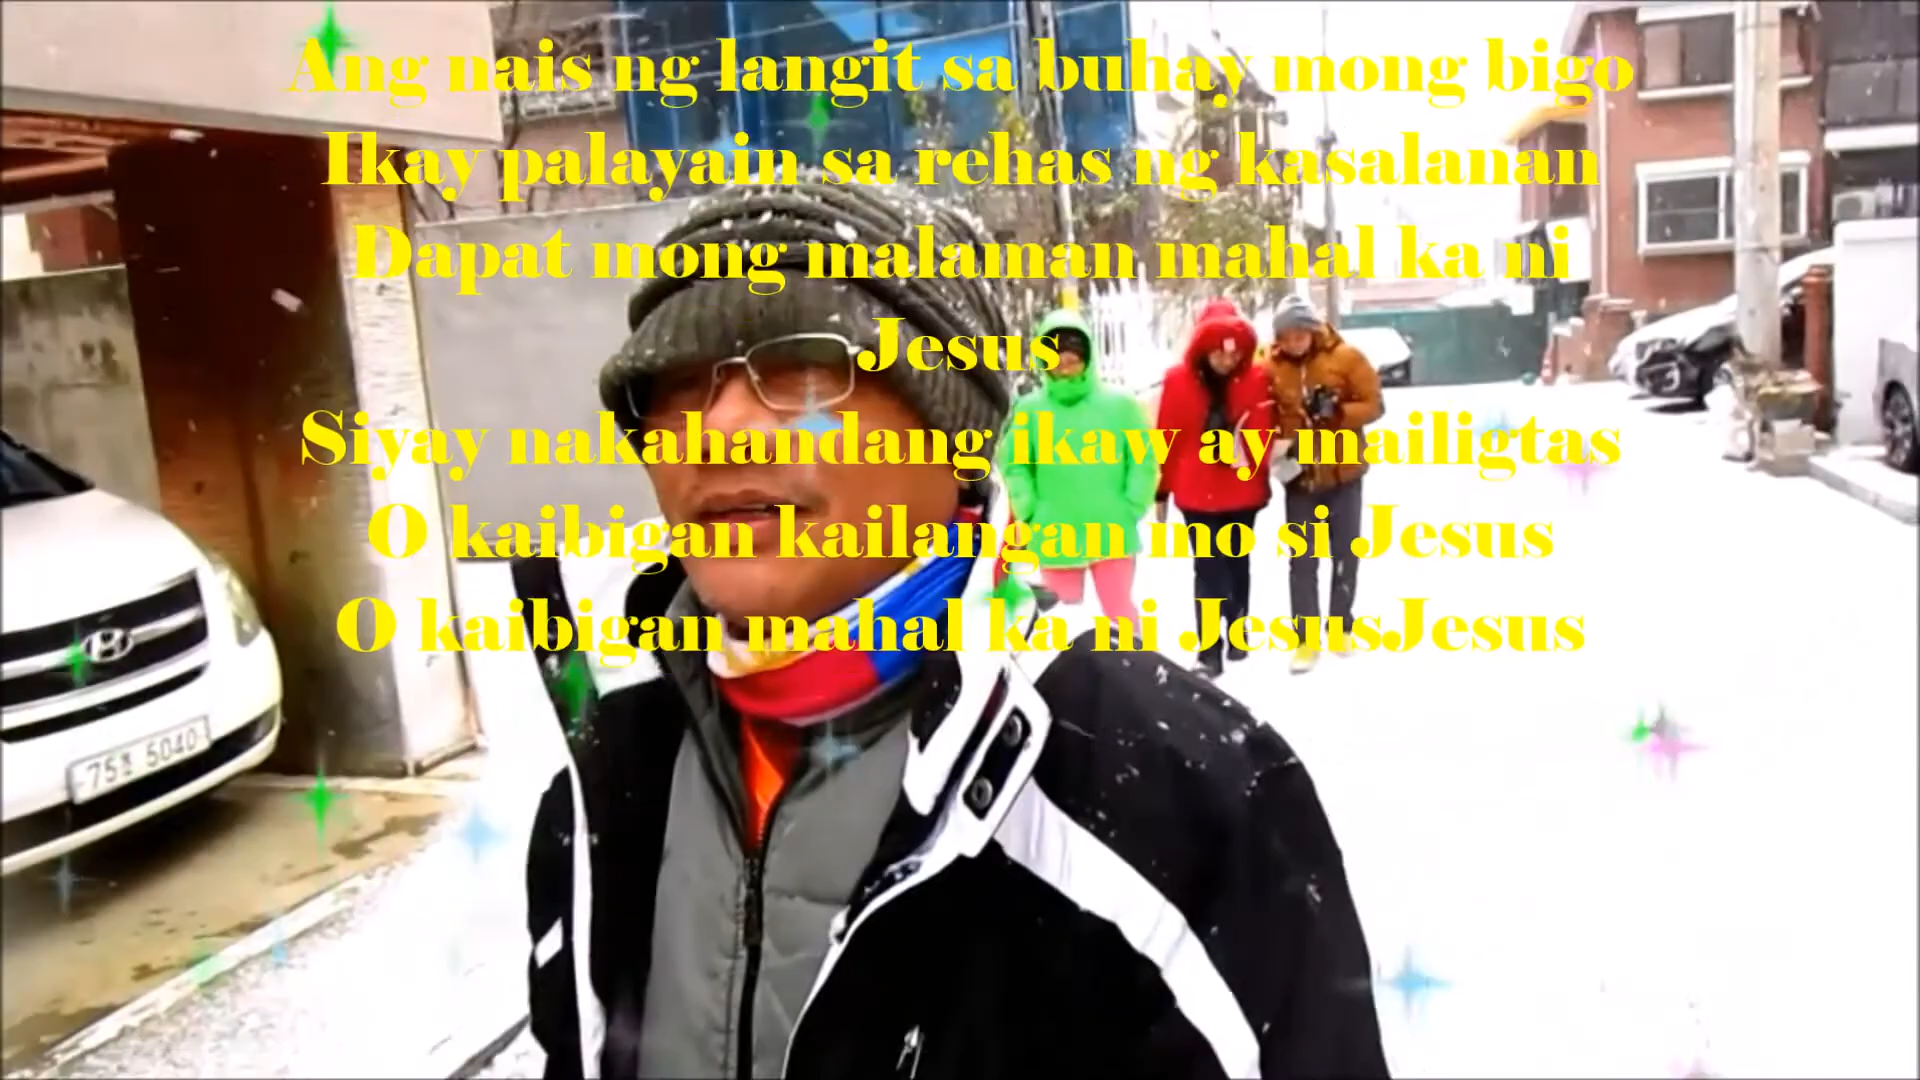 Ang nais ng langit sa buhay mong bigo
Ikay palayain sa rehas ng kasalanan
Dapat mong malaman mahal ka ni
Jesus
Siyay nakahandang ikaw ay mailigtas
O kaibigan kailangan mo si Jesus
O kaibigan mahal ka ni JesusJesus
5040